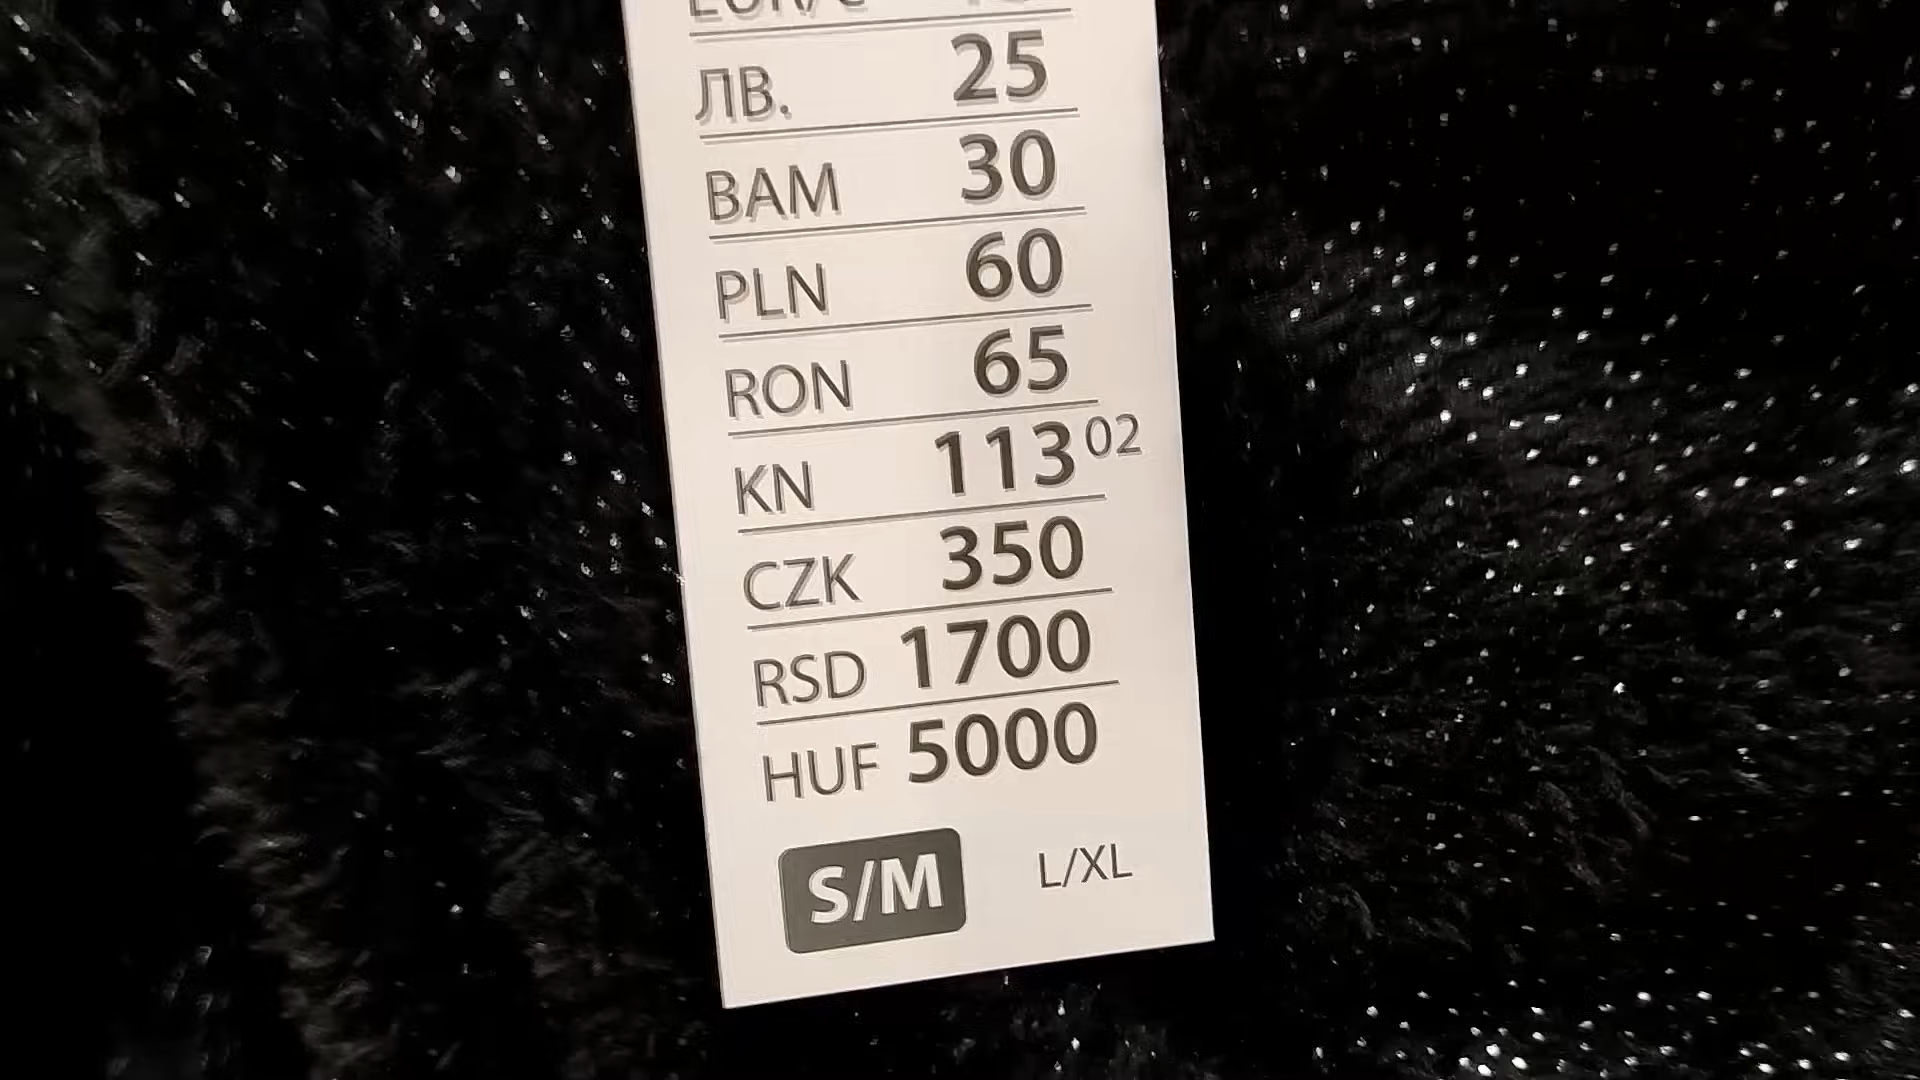 ЛВ. 25
BAM 30
PLN 60
RON 65
KN 113 02
CZK 350
RSD 1700
HUF 5000
S/M L/XL